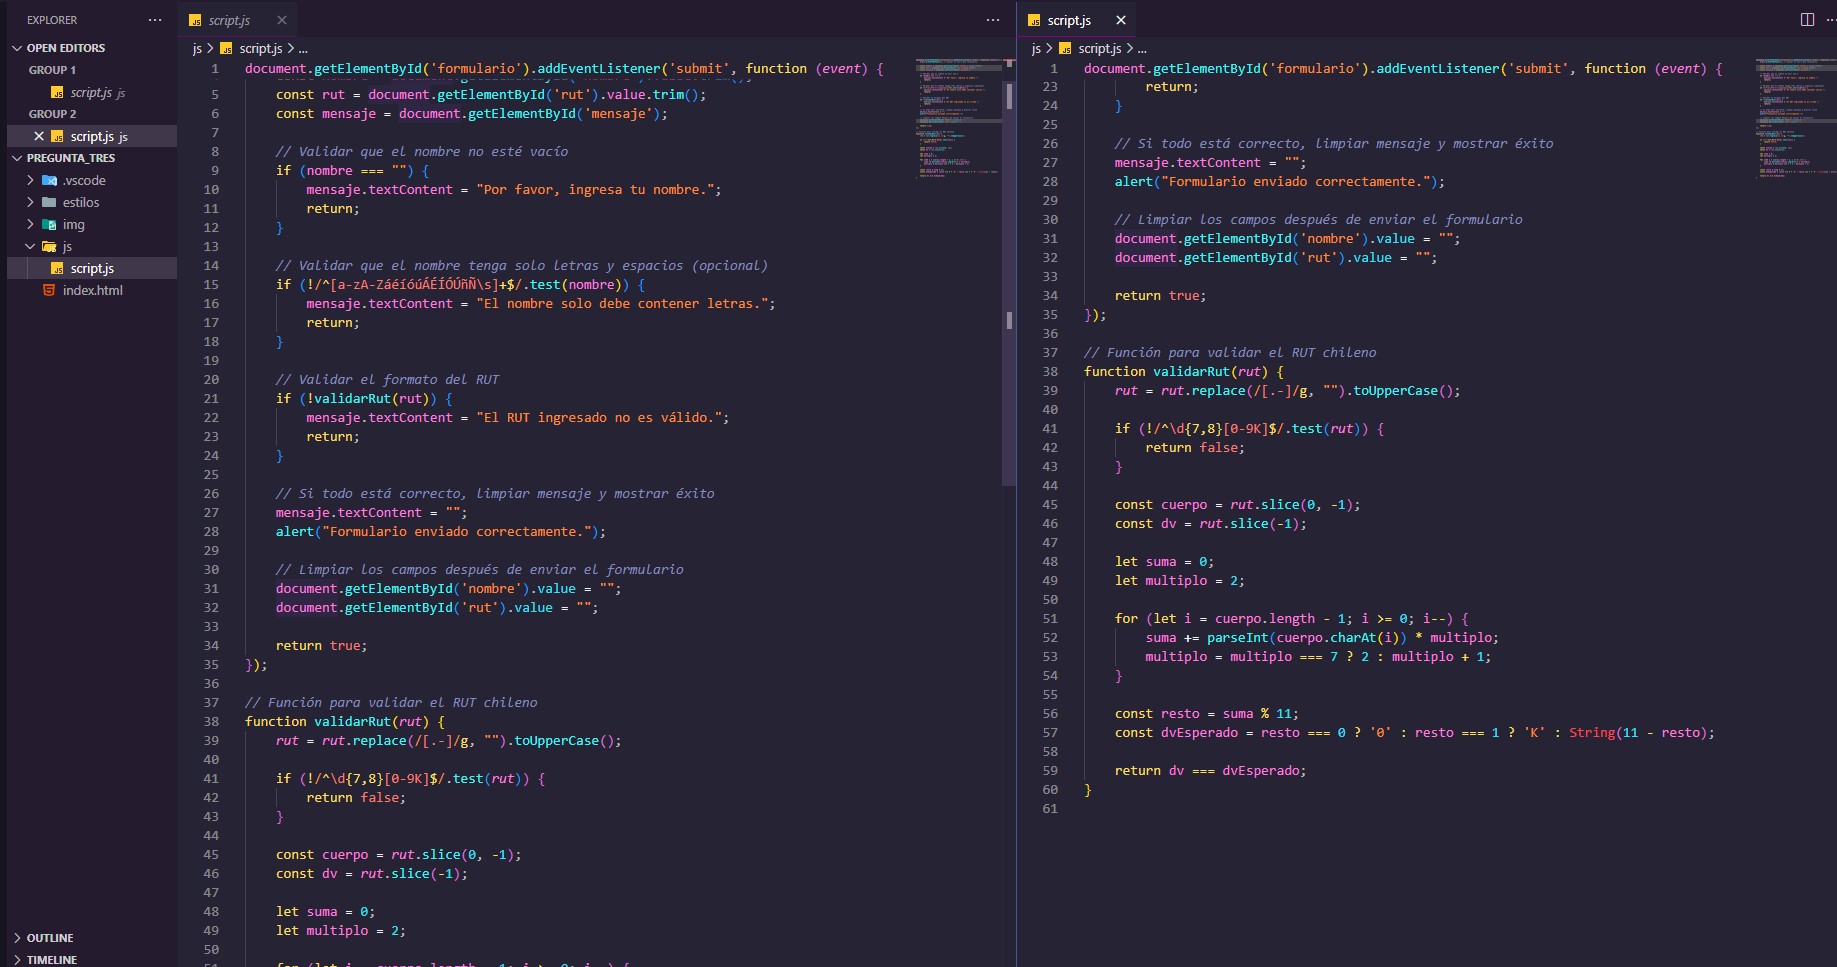 EXPLORER
OPEN EDITORS
GROUP 1
script.js js
GROUP 2
script.js js
PREGUNTA_TRES
.vscode
estilos
img
js
script.js
index.html
OUTLINE
TIMELINE
script.js
js > script.js > ...
1 document.getElementById('formulario').addEventListener('submit', function (event) {
5 const rut = document.getElementById('rut').value.trim();
6 const mensaje = document.getElementById('mensaje');
7
8 // Validar que el nombre no esté vacío
9 if (nombre === "") {
10 mensaje.textContent = "Por favor, ingresa tu nombre.";
11 return;
12 }
13
14 // Validar que el nombre tenga solo letras y espacios (opcional)
15 if (!/^[a-zA-ZáéíóúÁÉÍÓÚñÑ\s]+$/.test(nombre)) {
16 mensaje.textContent = "El nombre solo debe contener letras.";
17 return;
18 }
19
20 // Validar el formato del RUT
21 if (!validarRut(rut)) {
22 mensaje.textContent = "El RUT ingresado no es válido.";
23 return;
24 }
25
26 // Si todo está correcto, limpiar mensaje y mostrar éxito
27 mensaje.textContent = "";
28 alert("Formulario enviado correctamente.");
29
30 // Limpiar los campos después de enviar el formulario
31 document.getElementById('nombre').value = "";
32 document.getElementById('rut').value = "";
33
34 return true;
35 });
36
37 // Función para validar el RUT chileno
38 function validarRut(rut) {
39 rut = rut.replace(/[.-]/g, "").toUpperCase();
40
41 if (!/^\d{7,8}[0-9K]$/.test(rut)) {
42 return false;
43 }
44
45 const cuerpo = rut.slice(0, -1);
46 const dv = rut.slice(-1);
47
48 let suma = 0;
49 let multiplo = 2;
50
script.js
js > script.js > ...
1 document.getElementById('formulario').addEventListener('submit', function (event) {
23 return;
24 }
25
26 // Si todo está correcto, limpiar mensaje y mostrar éxito
27 mensaje.textContent = "";
28 alert("Formulario enviado correctamente.");
29
30 // Limpiar los campos después de enviar el formulario
31 document.getElementById('nombre').value = "";
32 document.getElementById('rut').value = "";
33
34 return true;
35 });
36
37 // Función para validar el RUT chileno
38 function validarRut(rut) {
39 rut = rut.replace(/[.-]/g, "").toUpperCase();
40
41 if (!/^\d{7,8}[0-9K]$/.test(rut)) {
42 return false;
43 }
44
45 const cuerpo = rut.slice(0, -1);
46 const dv = rut.slice(-1);
47
48 let suma = 0;
49 let multiplo = 2;
50
51 for (let i = cuerpo.length - 1; i >= 0; i--) {
52 suma += parseInt(cuerpo.charAt(i)) * multiplo;
53 multiplo = multiplo === 7 ? 2 : multiplo + 1;
54 }
55
56 const resto = suma % 11;
57 const dvEsperado = resto === 0 ? '0' : resto === 1 ? 'K' : String(11 - resto);
58
59 return dv === dvEsperado;
60 }
61